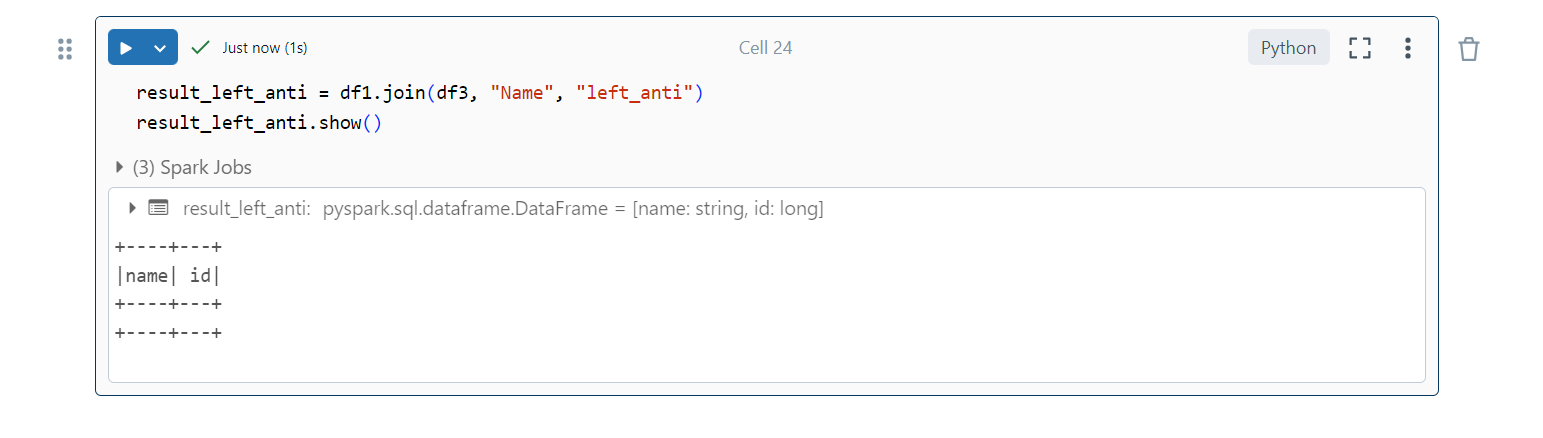 Just now (1s)
Cell 24
Python
result_left_anti = df1.join(df3, "Name", "left_anti")
result_left_anti.show()
(3) Spark Jobs
result_left_anti: pyspark.sql.dataframe.DataFrame = [name: string, id: long]
+----+---+
|name| id|
+----+---+
+----+---+